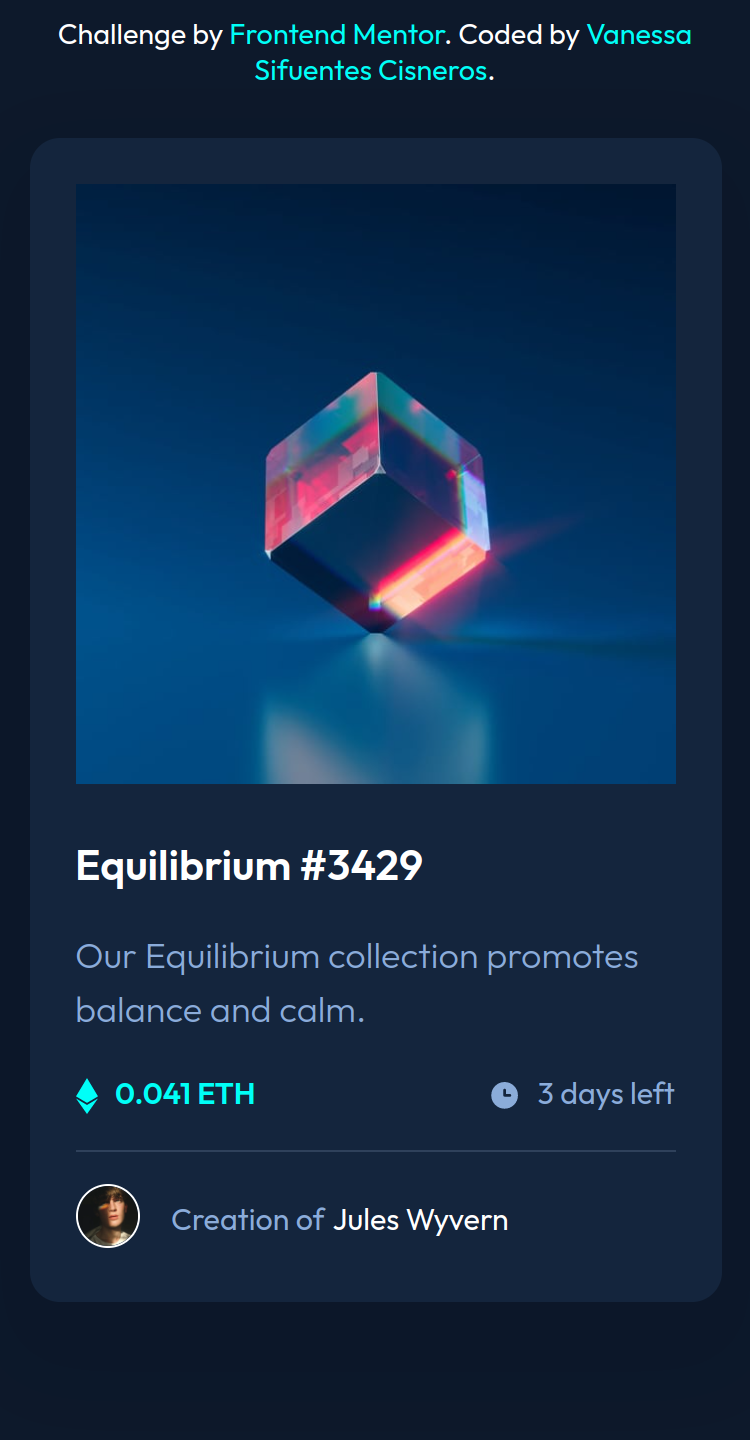 Challenge by Frontend Mentor. Coded by Vanessa
Sifuentes Cisneros.
Equilibrium #3429
Our Equilibrium collection promotes
balance and calm.
0.041 ETH
3 days left
Creation of Jules Wyvern